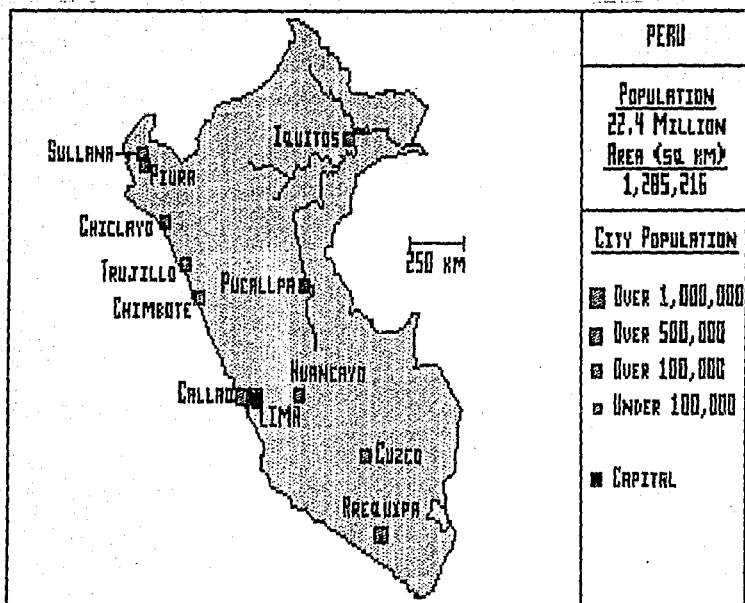 PERU
POPULATION
22.4 MILLION
AREA (SQ KM)
1,285,216
CITY POPULATION
OVER 1,000,000
OVER 500,000
OVER 100,000
UNDER 100,000
CAPITAL
IQUITOS
SULLANA
PIURA
CHICLAYO
250 KM
TRUJILLO
PUCALLPA
CHIMBOTE
HUANCAYO
CALLAO
LIMA
CUZCO
AREQUIPA